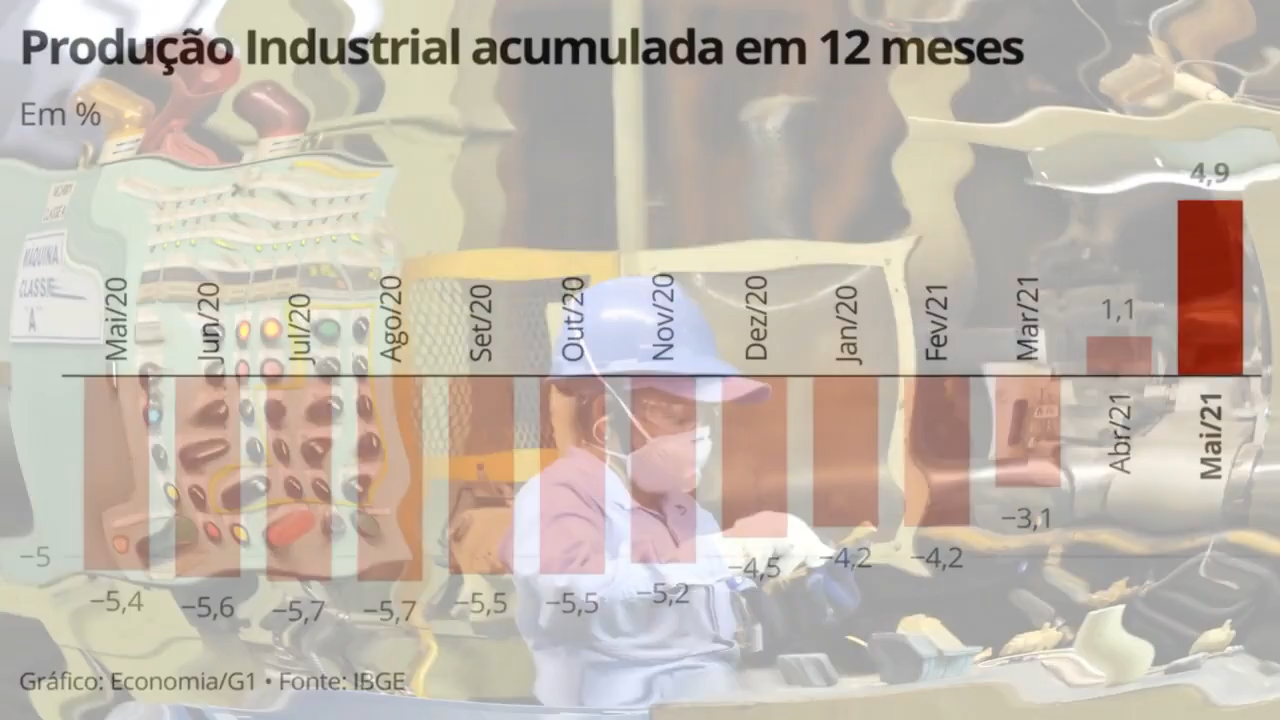 Produção Industrial acumulada em 12 meses
Em %
4,9
MÁQUINA
CLASSE
"A"
Mai/20
Jun/20
Jul/20
Ago/20
Set/20
Out/20
Nov/20
Dez/20
Jan/20
Fev/21
Mar/21
1,1
Abr/21
Mai/21
−5
−5,4
−5,6
−5,7
−5,7
−5,5
−5,5
−5,2
−4,5
−4,2
−4,2
−3,1
Gráfico: Economia/G1 • Fonte: IBGE